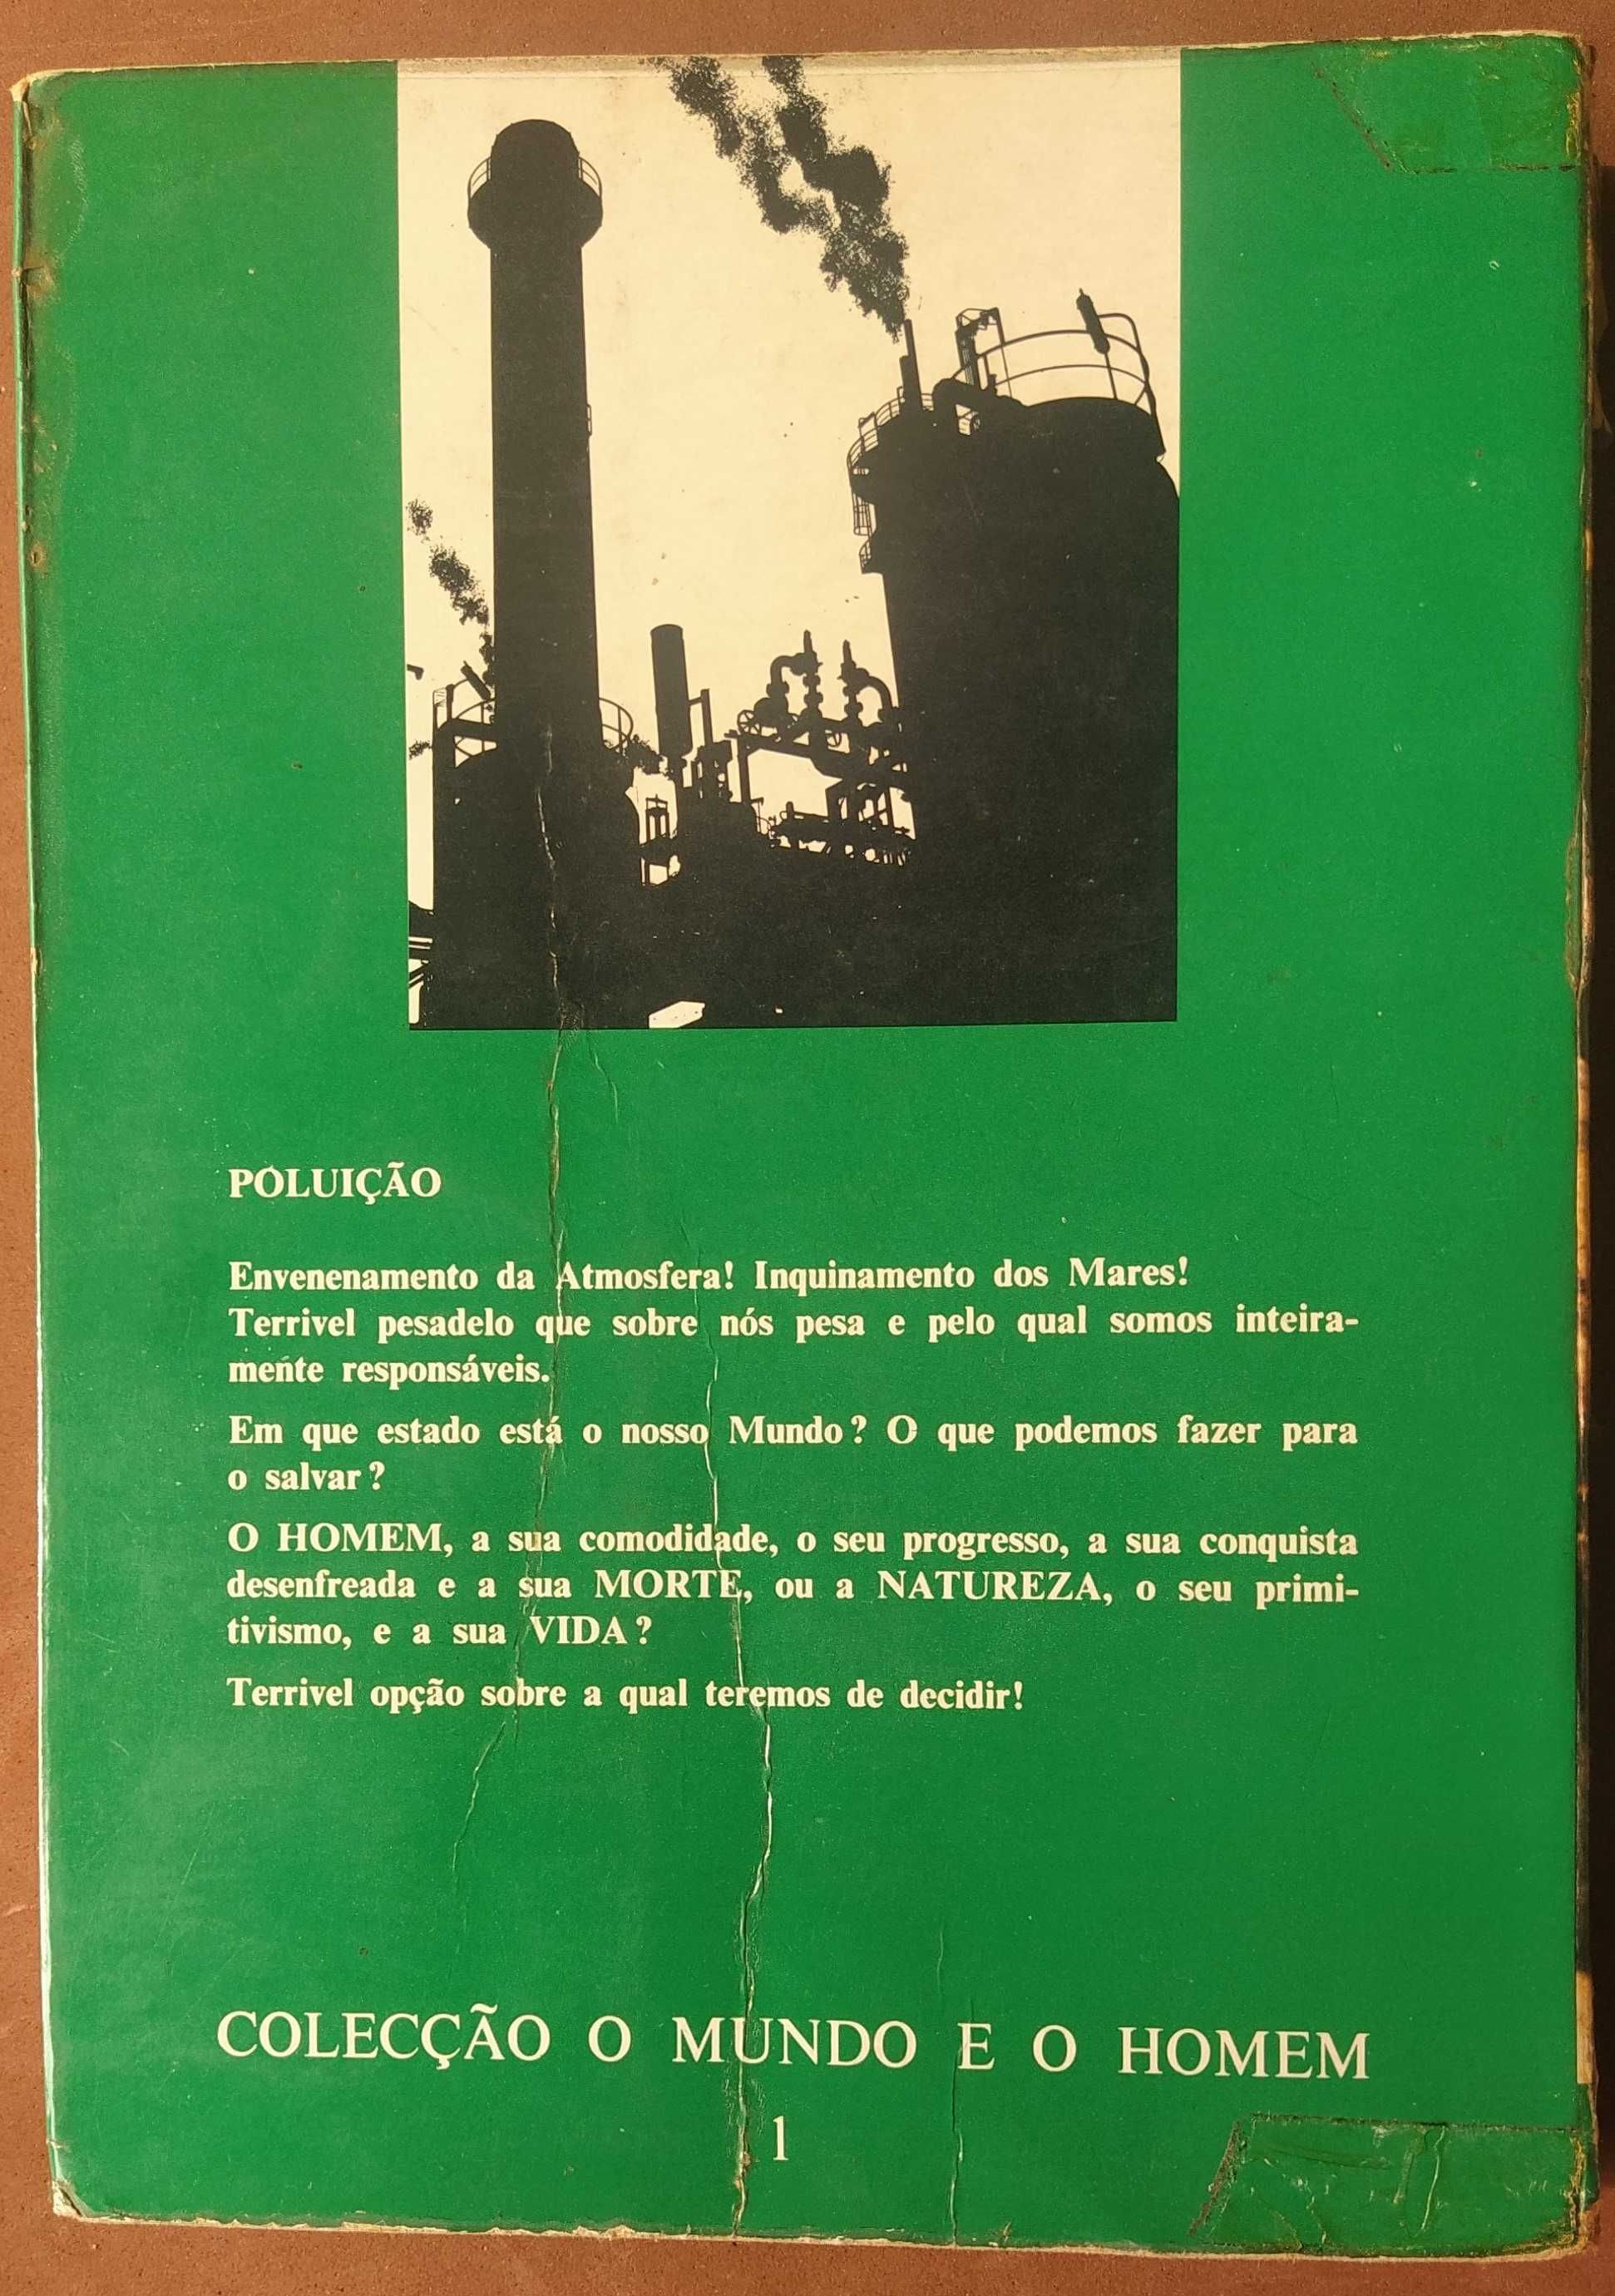 POLUIÇÃO
Envenenamento da Atmosfera! Inquinamento dos Mares!
Terrivel pesadelo que sobre nós pesa e pelo qual somos inteira-
mente responsáveis.
Em que estado está o nosso Mundo? O que podemos fazer para
o salvar?
O HOMEM, a sua comodidade, o seu progresso, a sua conquista
desenfreada e a sua MORTE, ou a NATUREZA, o seu primi-
tivismo, e a sua VIDA?
Terrivel opção sobre a qual teremos de decidir!
COLECÇÃO O MUNDO E O HOMEM
1